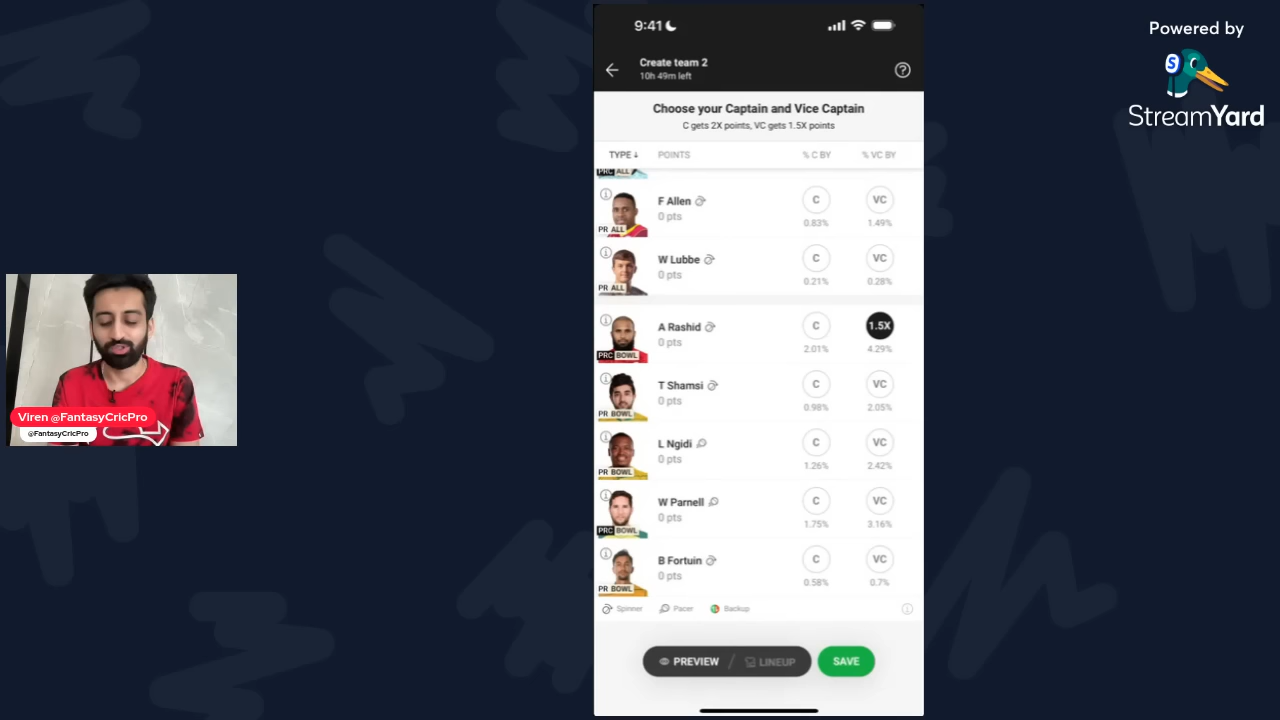 Powered by
S
StreamYard
9:41
Create team 2
10h 49m left
Choose your Captain and Vice Captain
C gets 2X points, VC gets 1.5X points
TYPE ↓ POINTS % C BY % VC BY
PRC ALL
F Allen C VC
0 pts 0.83% 1.49%
PR ALL
W Lubbe C VC
0 pts 0.21% 0.28%
PR ALL
A Rashid C 1.5X
0 pts 2.01% 4.29%
PRC BOWL
T Shamsi C VC
0 pts 0.98% 2.05%
PR BOWL
L Ngidi C VC
0 pts 1.26% 2.42%
PR BOWL
W Parnell C VC
0 pts 1.75% 3.16%
PRC BOWL
B Fortuin C VC
0 pts 0.58% 0.7%
PR BOWL
Spinner Pacer Backup
PREVIEW / LINEUP SAVE
Viren @FantasyCricPro
@FantasyCricPro